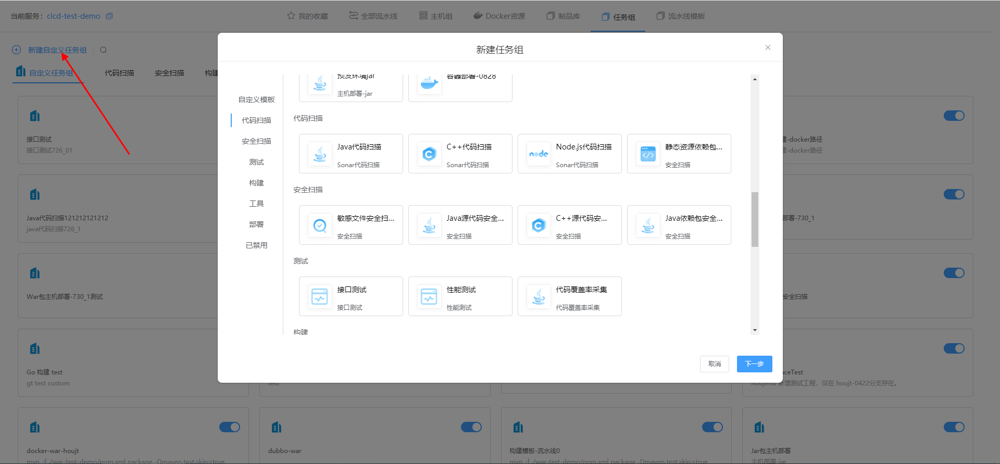 当前服务：cicd-test-demo
我的收藏
全部流水线
主机组
Docker资源
制品库
任务组
流水线模板
新建自定义任务组
自定义任务组
代码扫描
安全扫描
构建
新建任务组
自定义模板
代码扫描
安全扫描
测试
构建
工具
部署
已禁用
预发环境jar
主机部署-jar
容器部署-0828
代码扫描
Java代码扫描
Sonar代码扫描
C++代码扫描
Sonar代码扫描
Node.js代码扫描
Sonar代码扫描
静态资源依赖包...
安全扫描
安全扫描
敏感文件安全扫...
安全扫描
Java源代码安全...
安全扫描
C++源代码安...
安全扫描
Java依赖包安全...
安全扫描
测试
接口测试
接口测试
性能测试
性能测试
代码覆盖率采集
代码覆盖率采集
构建
取消
下一步
接口测试
接口测试726_01
建-docker路径
建-docker路径
Java代码扫描121212121212
java代码扫描726_1
部署-730_1
War包主机部署-730_1测试
安全扫描
Go 构建 test
gt test custom
test
ceTest
houjintu 新增测试工程，仅在 houjt-0422分支存在。
docker-war-houjt
mvn -f ./war-test-demo/pom.xml package -Dmaven.test.skip=true
dubbo-war
构建模板-流水线0
mvn -f ./war-test-demo/pom.xml package -Dmaven.test.skip=true
Jar包主机部署
主机部署-jar